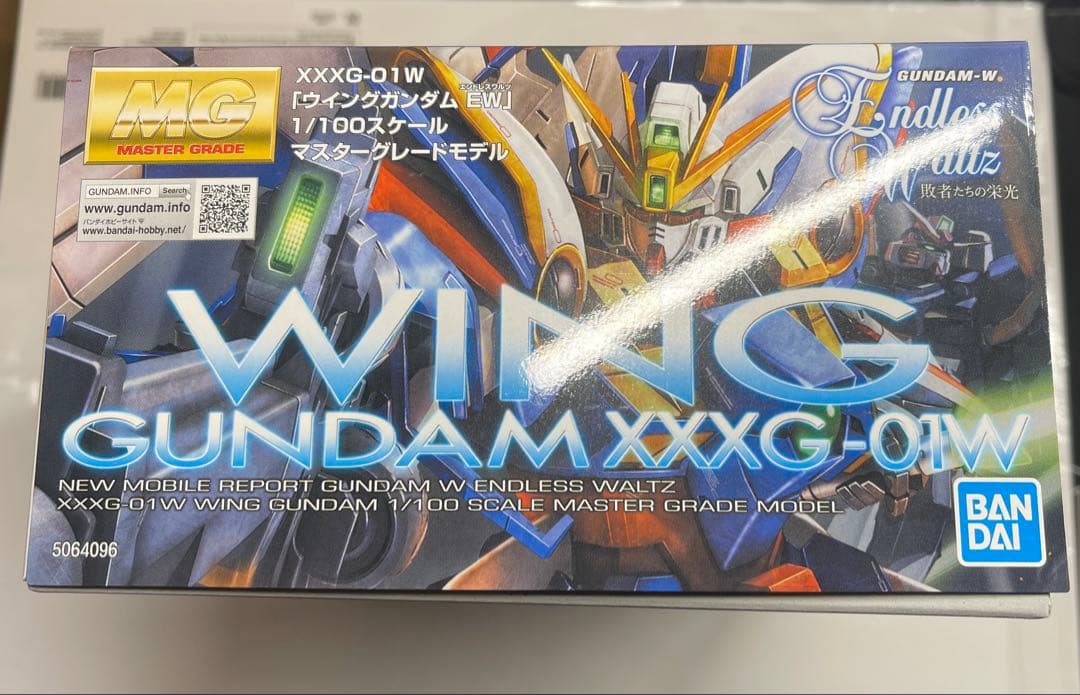 MG
MASTER GRADE
XXXG-01W
エンドレスワルツ
「ウイングガンダム EW」
1/100スケール
マスターグレードモデル
GUNDAM-W®
Endless
Waltz
敗者たちの栄光
GUNDAM.INFO Search
www.gundam.info
バンダイホビーサイト
www.bandai-hobby.net/
WING
GUNDAM XXXG-01W
NEW MOBILE REPORT GUNDAM W ENDLESS WALTZ
XXXG-01W WING GUNDAM 1/100 SCALE MASTER GRADE MODEL
BAN
DAI
5064096